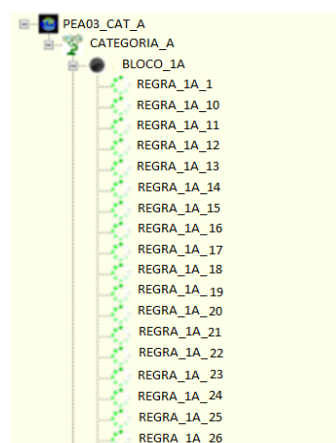 PEA03_CAT_A
CATEGORIA_A
BLOCO_1A
REGRA_1A_1
REGRA_1A_10
REGRA_1A_11
REGRA_1A_12
REGRA_1A_13
REGRA_1A_14
REGRA_1A_15
REGRA_1A_16
REGRA_1A_17
REGRA_1A_18
REGRA_1A_19
REGRA_1A_20
REGRA_1A_21
REGRA_1A_22
REGRA_1A_23
REGRA_1A_24
REGRA_1A_25
REGRA_1A_26